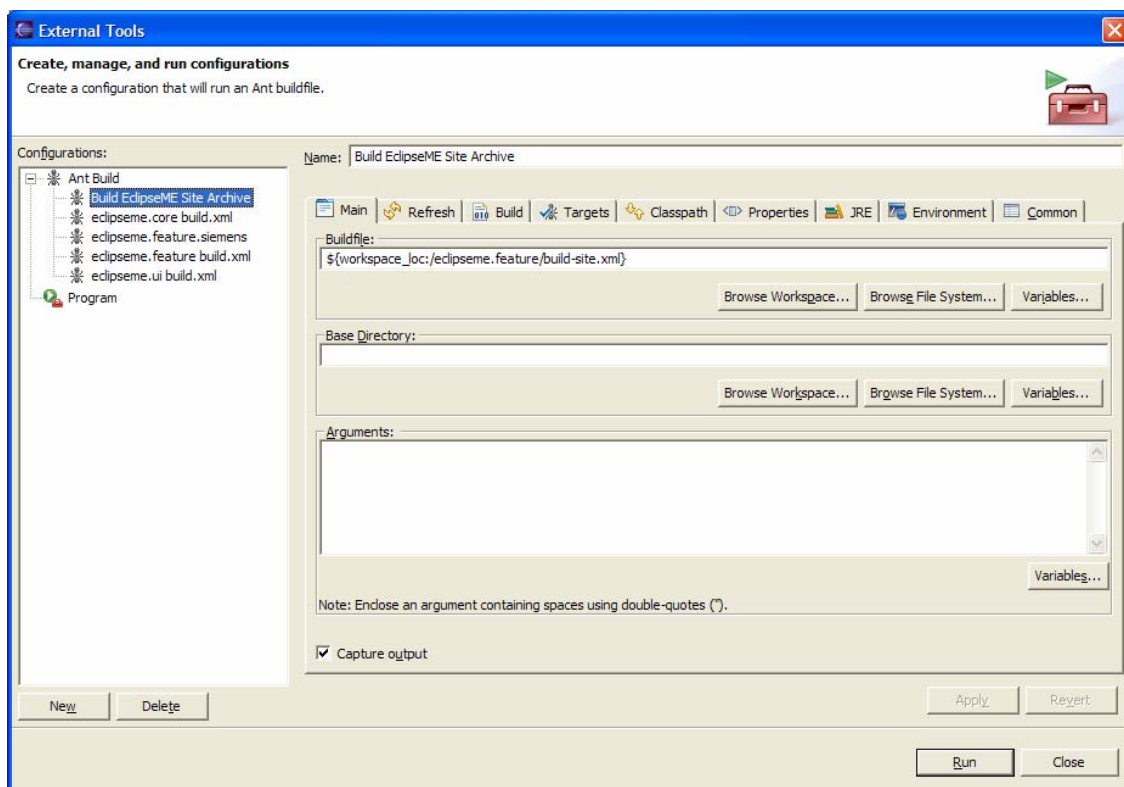 External Tools
Create, manage, and run configurations
Create a configuration that will run an Ant buildfile.
Configurations:
Ant Build
Build EclipseME Site Archive
eclipseme.core build.xml
eclipseme.feature.siemens
eclipseme.feature build.xml
eclipseme.ui build.xml
Program
New Delete
Name: Build EclipseME Site Archive
Main Refresh Build Targets Classpath Properties JRE Environment Common
Buildfile:
${workspace_loc:/eclipseme.feature/build-site.xml}
Browse Workspace... Browse File System... Variables...
Base Directory:
Browse Workspace... Browse File System... Variables...
Arguments:
Variables...
Note: Enclose an argument containing spaces using double-quotes (").
Capture output
Apply Revert
Run Close